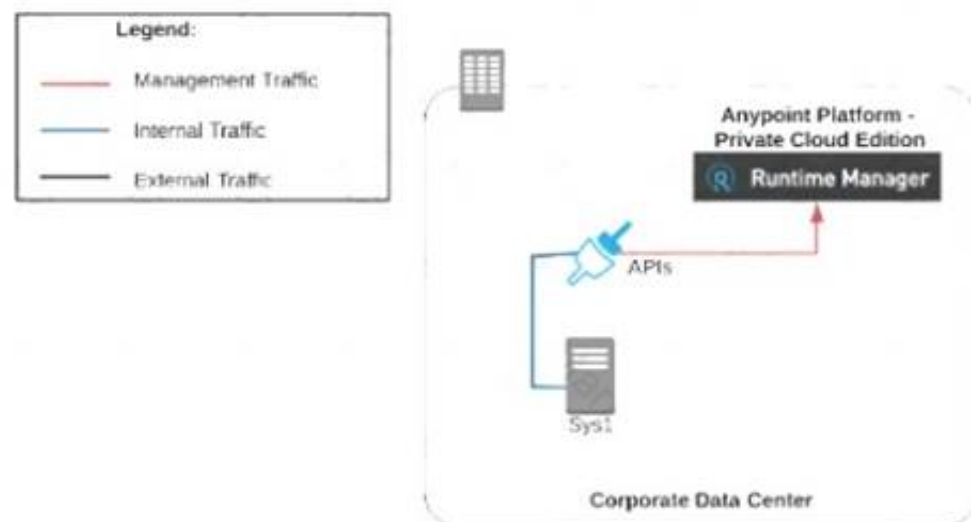 Legend:
Management Traffic
Internal Traffic
External Traffic
Anypoint Platform -
Private Cloud Edition
Runtime Manager
APIs
Sys1
Corporate Data Center